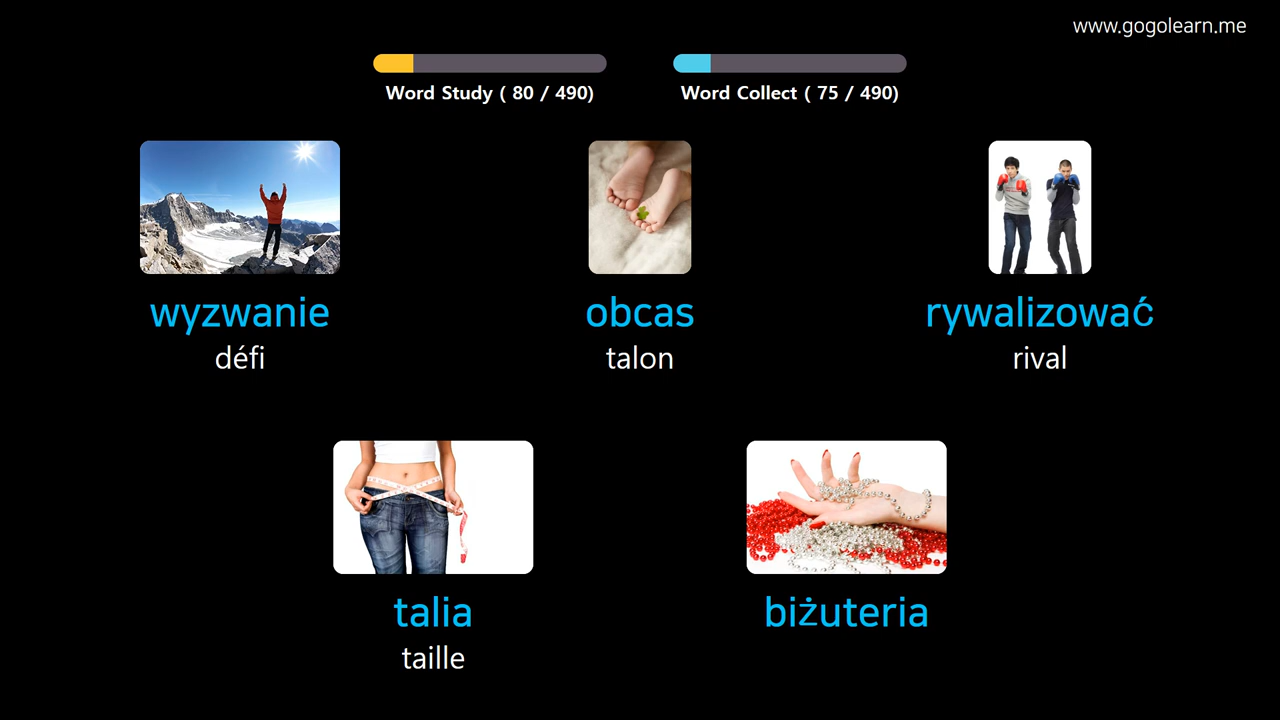 www.gogolearn.me
Word Study ( 80 / 490)
Word Collect ( 75 / 490)
wyzwanie
défi
obcas
talon
rywalizować
rival
talia
taille
biżuteria